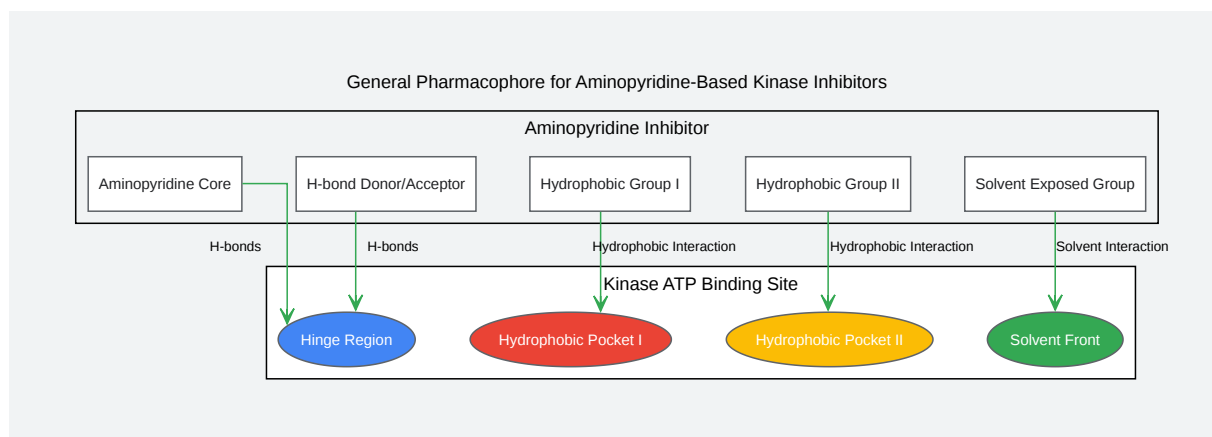 General Pharmacophore for Aminopyridine-Based Kinase Inhibitors
Aminopyridine Inhibitor
Aminopyridine Core
H-bond Donor/Acceptor
Hydrophobic Group I
Hydrophobic Group II
Solvent Exposed Group
H-bonds
H-bonds
Hydrophobic Interaction
Hydrophobic Interaction
Solvent Interaction
Kinase ATP Binding Site
Hinge Region
Hydrophobic Pocket I
Hydrophobic Pocket II
Solvent Front